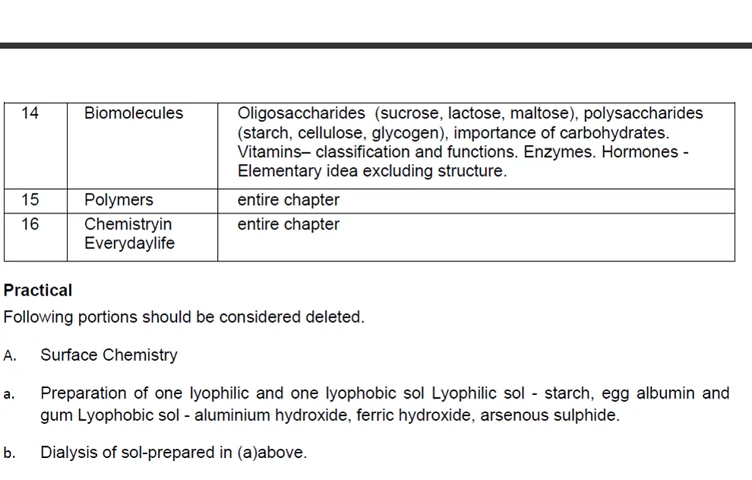 14 Biomolecules Oligosaccharides (sucrose, lactose, maltose), polysaccharides
(starch, cellulose, glycogen), importance of carbohydrates.
Vitamins– classification and functions. Enzymes. Hormones -
Elementary idea excluding structure.
15 Polymers entire chapter
16 Chemistryin entire chapter
Everydaylife
Practical
Following portions should be considered deleted.
A. Surface Chemistry
a. Preparation of one lyophilic and one lyophobic sol Lyophilic sol - starch, egg albumin and
gum Lyophobic sol - aluminium hydroxide, ferric hydroxide, arsenous sulphide.
b. Dialysis of sol-prepared in (a)above.